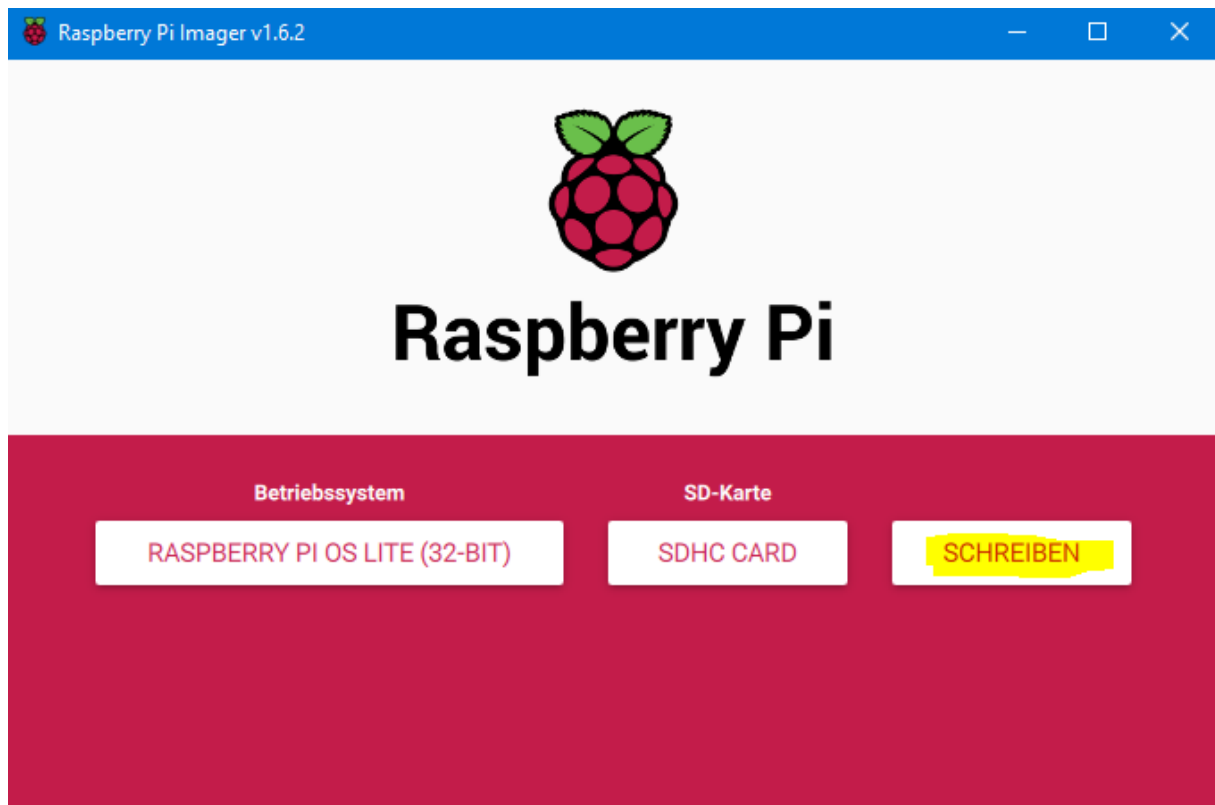 Raspberry Pi Imager v1.6.2
Raspberry Pi
Betriebssystem
SD-Karte
RASPBERRY PI OS LITE (32-BIT)
SDHC CARD
SCHREIBEN